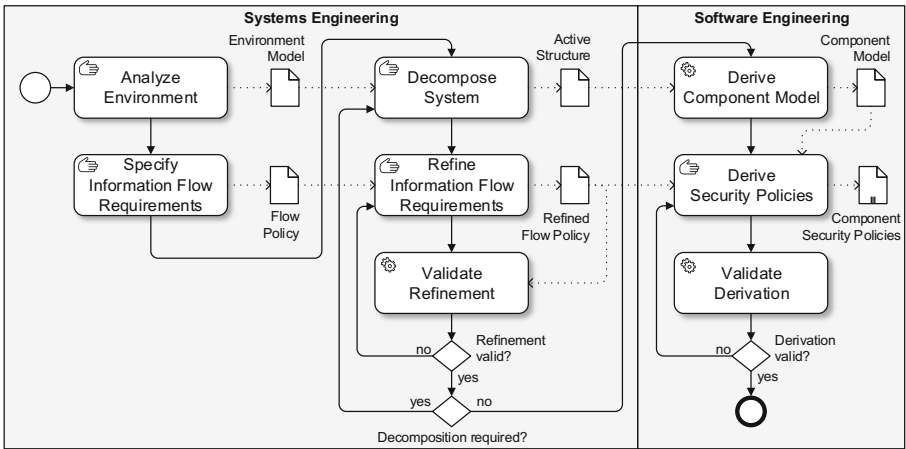 Systems Engineering
Software Engineering
Environment
Model
Active
Structure
Component
Model
Analyze
Environment
Decompose
System
Derive
Component Model
Specify
Information Flow
Requirements
Refine
Information Flow
Requirements
Derive
Security Policies
Flow
Policy
Refined
Flow Policy
Component
Security Policies
Validate
Refinement
Validate
Derivation
no
Refinement
valid?
yes
no
Derivation
valid?
yes
yes
no
Decomposition required?